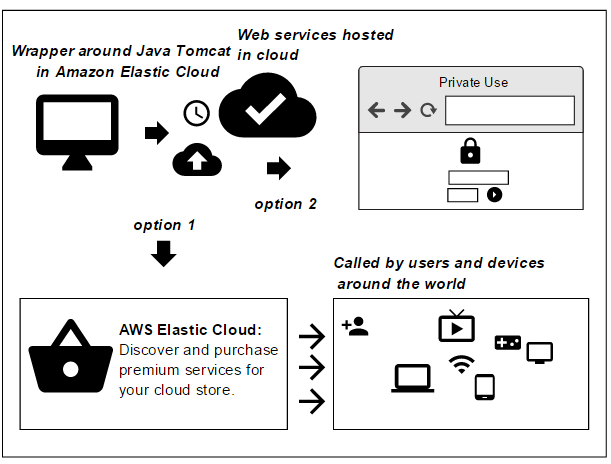 Wrapper around Java Tomcat
in Amazon Elastic Cloud
Web services hosted
in cloud
Private Use
option 1
option 2
Called by users and devices
around the world
AWS Elastic Cloud:
Discover and purchase
premium services for
your cloud store.